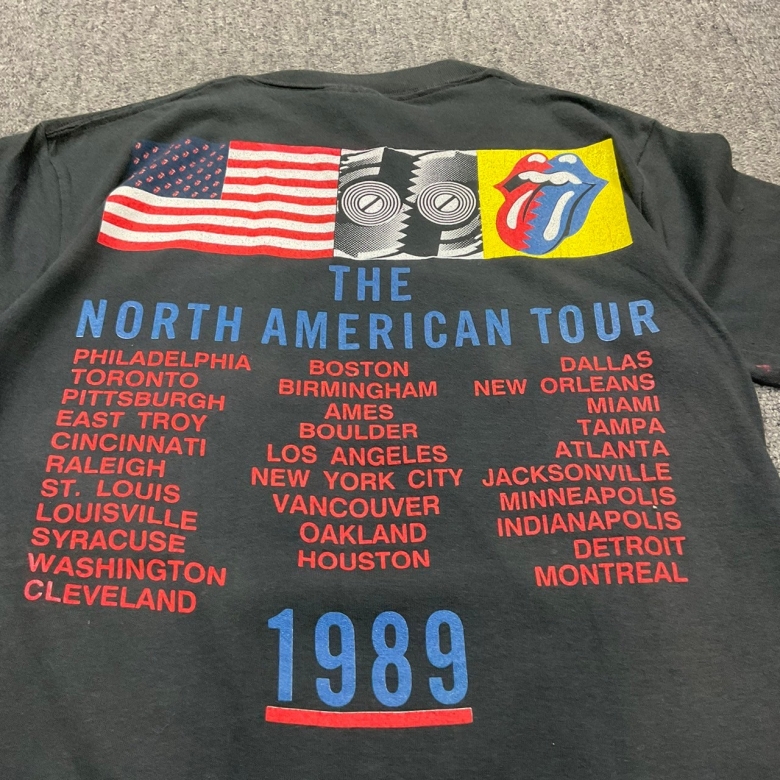 THE
NORTH AMERICAN TOUR
PHILADELPHIA
TORONTO
PITTSBURGH
EAST TROY
CINCINNATI
RALEIGH
ST. LOUIS
LOUISVILLE
SYRACUSE
WASHINGTON
CLEVELAND
BOSTON
BIRMINGHAM
AMES
BOULDER
LOS ANGELES
NEW YORK CITY
VANCOUVER
OAKLAND
HOUSTON
DALLAS
NEW ORLEANS
MIAMI
TAMPA
ATLANTA
JACKSONVILLE
MINNEAPOLIS
INDIANAPOLIS
DETROIT
MONTREAL
1989